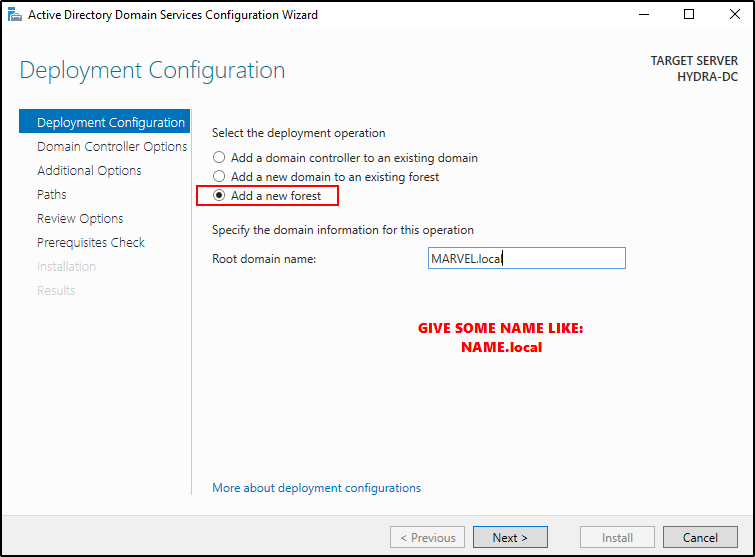 Active Directory Domain Services Configuration Wizard
Deployment Configuration
TARGET SERVER
HYDRA-DC
Deployment Configuration
Domain Controller Options
Additional Options
Paths
Review Options
Prerequisites Check
Installation
Results
Select the deployment operation
Add a domain controller to an existing domain
Add a new domain to an existing forest
Add a new forest
Specify the domain information for this operation
Root domain name:
MARVEL.local
GIVE SOME NAME LIKE:
NAME.local
More about deployment configurations
< Previous
Next >
Install
Cancel